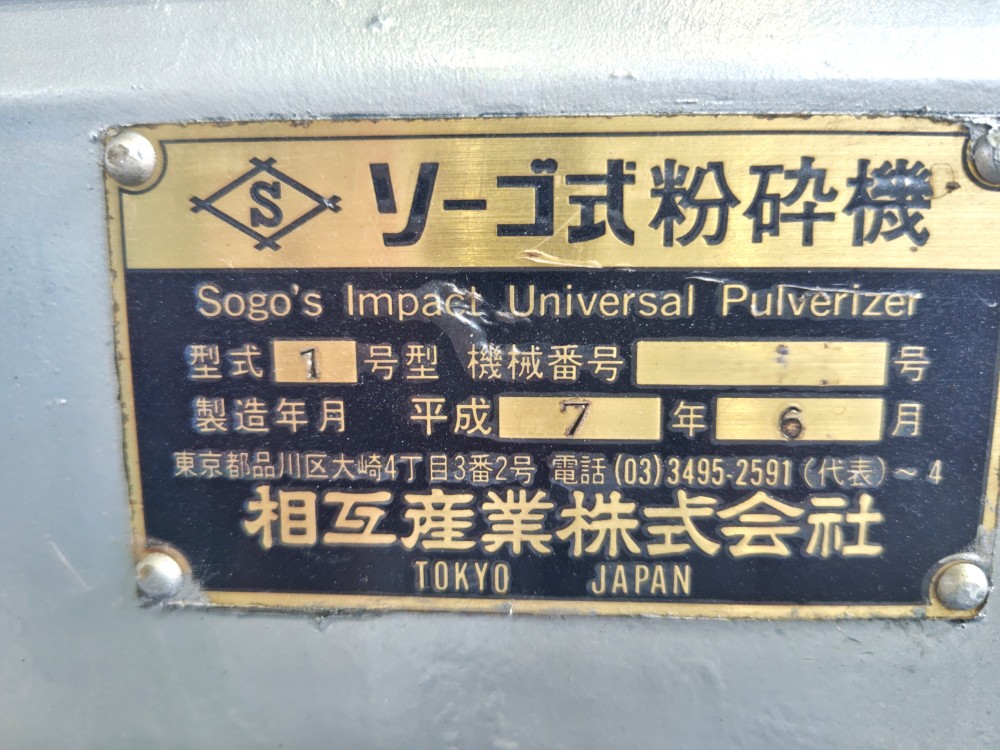 S ソーゴ式粉砕機
Sogo's Impact Universal Pulverizer
型式 1 号型 機械番号 号
製造年月 平成 7 年 6 月
東京都品川区大崎4丁目3番2号 電話 (03)3495-2591 (代表)~4
相互産業株式会社
TOKYO JAPAN